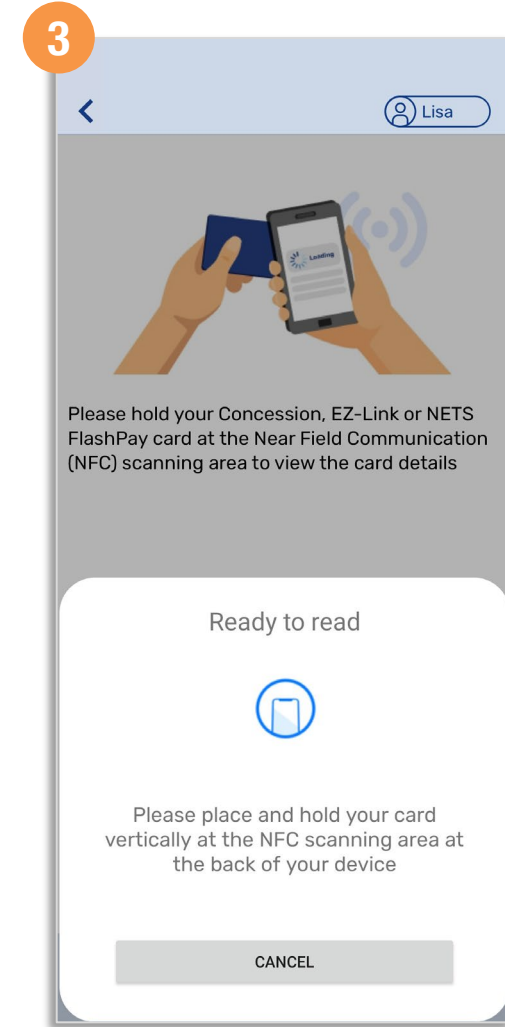 3
Lisa
Loading
Please hold your Concession, EZ-Link or NETS
FlashPay card at the Near Field Communication
(NFC) scanning area to view the card details
Ready to read
Please place and hold your card
vertically at the NFC scanning area at
the back of your device
CANCEL